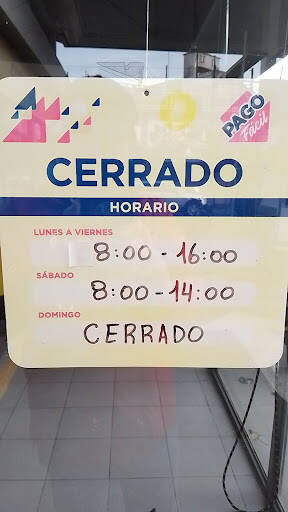 PAGO
Fácil
CERRADO
HORARIO
LUNES A VIERNES
8:00 - 16:00
SÁBADO
8:00 - 14:00
DOMINGO
CERRADO